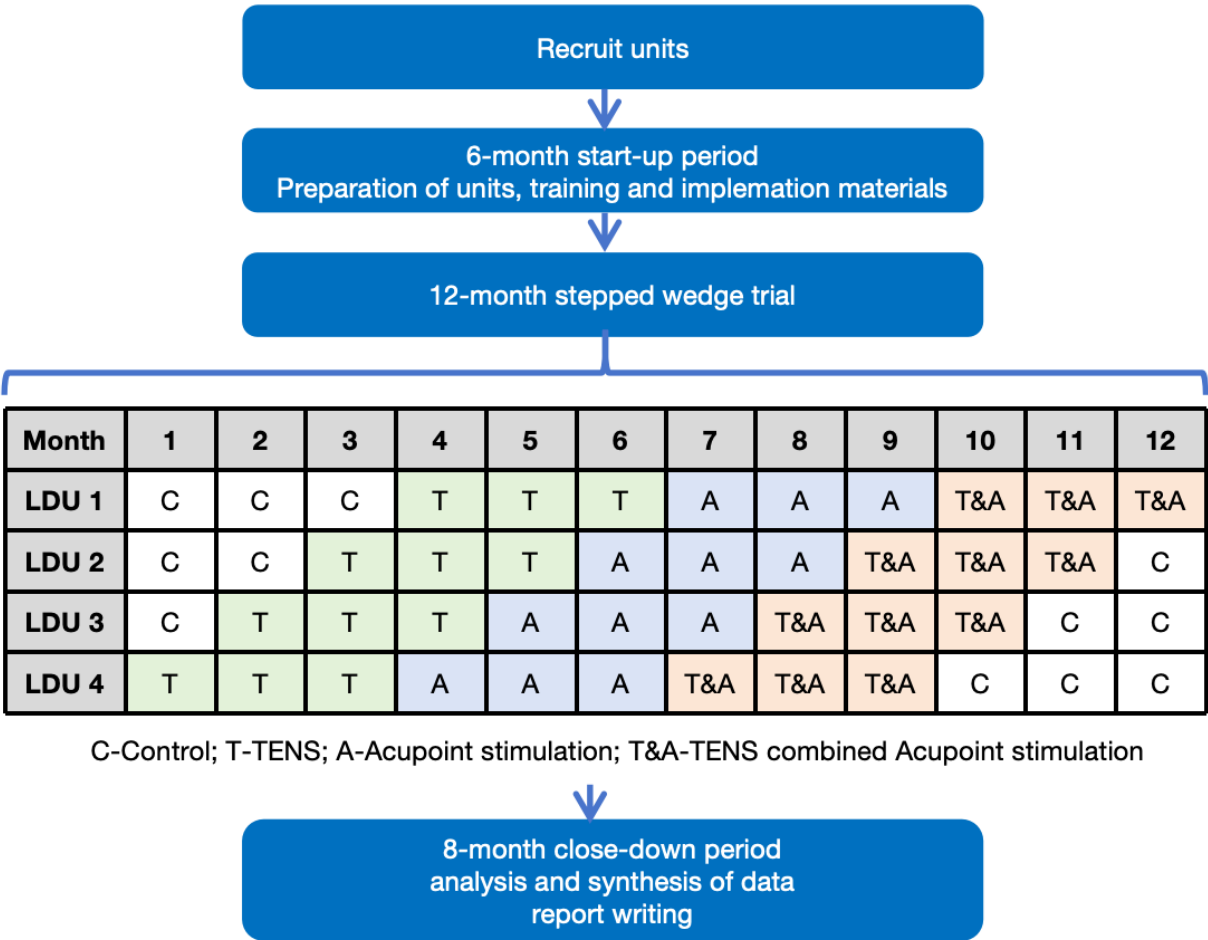 Recruit units
6-month start-up period
Preparation of units, training and implemation materials
12-month stepped wedge trial
Month 1 2 3 4 5 6 7 8 9 10 11 12
LDU 1 C C C T T T A A A T&A T&A T&A
LDU 2 C C T T T A A A T&A T&A T&A C
LDU 3 C T T T A A A T&A T&A T&A C C
LDU 4 T T T A A A T&A T&A T&A C C C
C-Control; T-TENS; A-Acupoint stimulation; T&A-TENS combined Acupoint stimulation
8-month close-down period
analysis and synthesis of data
report writing